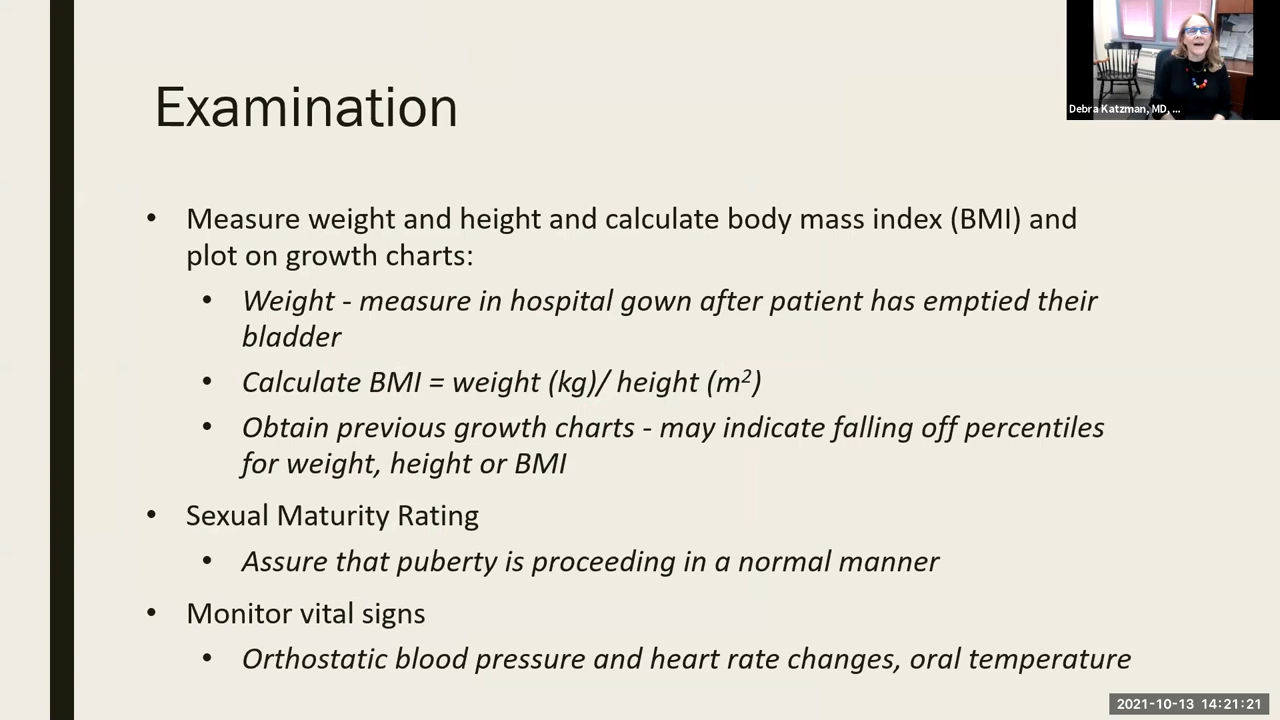 Debra Katzman, MD, ...
Examination
• Measure weight and height and calculate body mass index (BMI) and
plot on growth charts:
• Weight - measure in hospital gown after patient has emptied their
bladder
• Calculate BMI = weight (kg)/ height (m²)
• Obtain previous growth charts - may indicate falling off percentiles
for weight, height or BMI
• Sexual Maturity Rating
• Assure that puberty is proceeding in a normal manner
• Monitor vital signs
• Orthostatic blood pressure and heart rate changes, oral temperature
2021-10-13 14:21:21